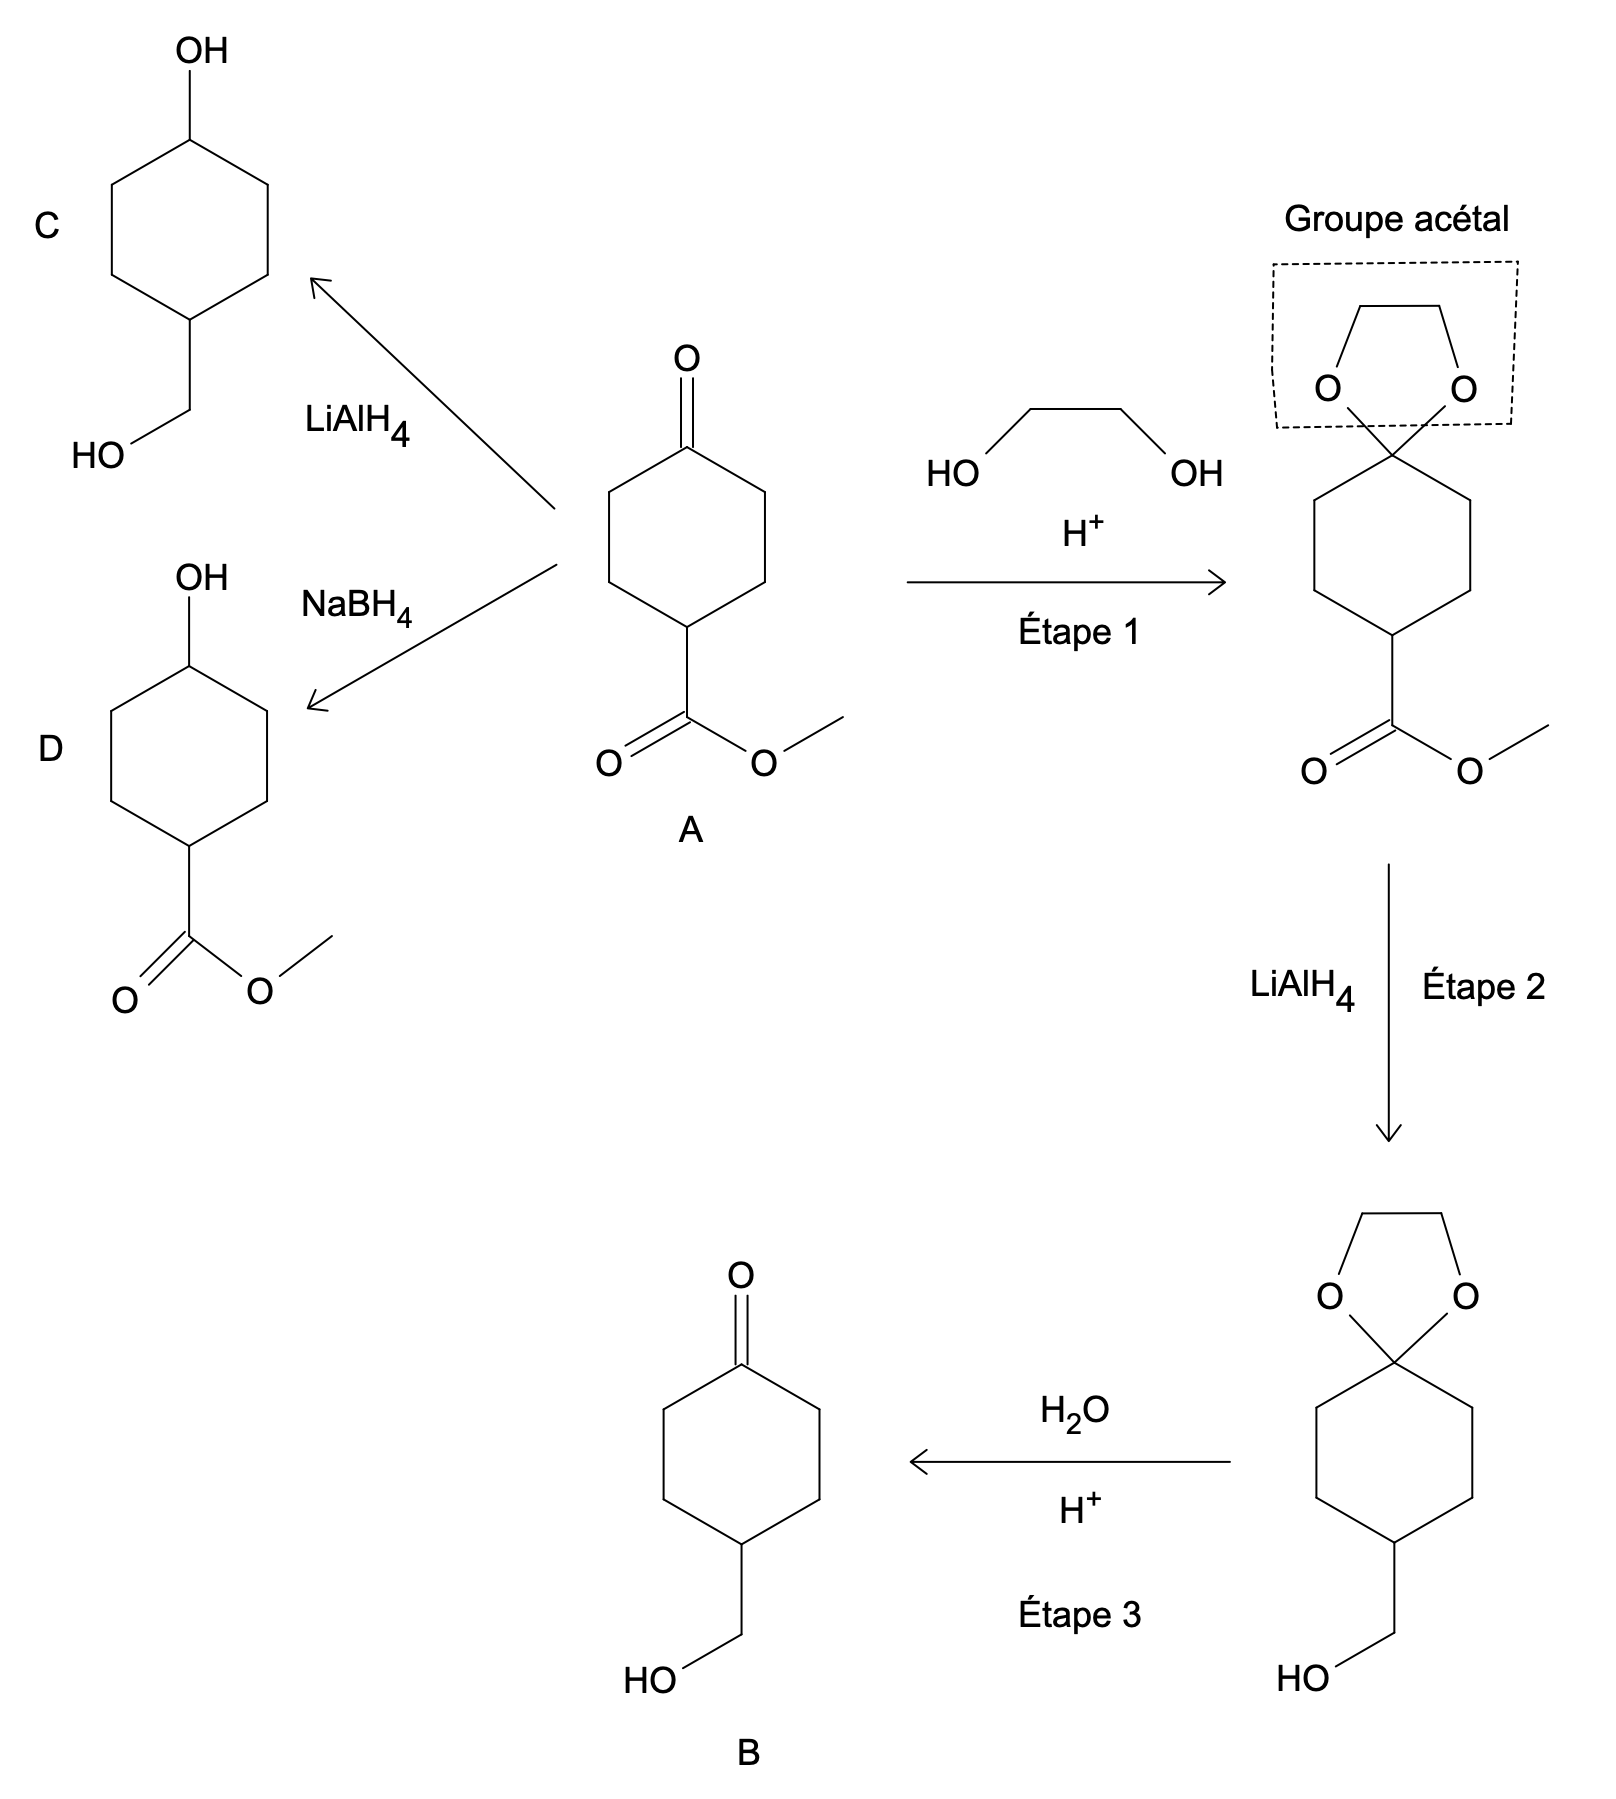 OH
C
HO
LiAlH4
OH
D
O
O
NaBH4
O
O
O
A
HO
OH
H+
Étape 1
Groupe acétal
O
O
O
O
LiAlH4
Étape 2
O
O
HO
H2O
H+
Étape 3
O
HO
B